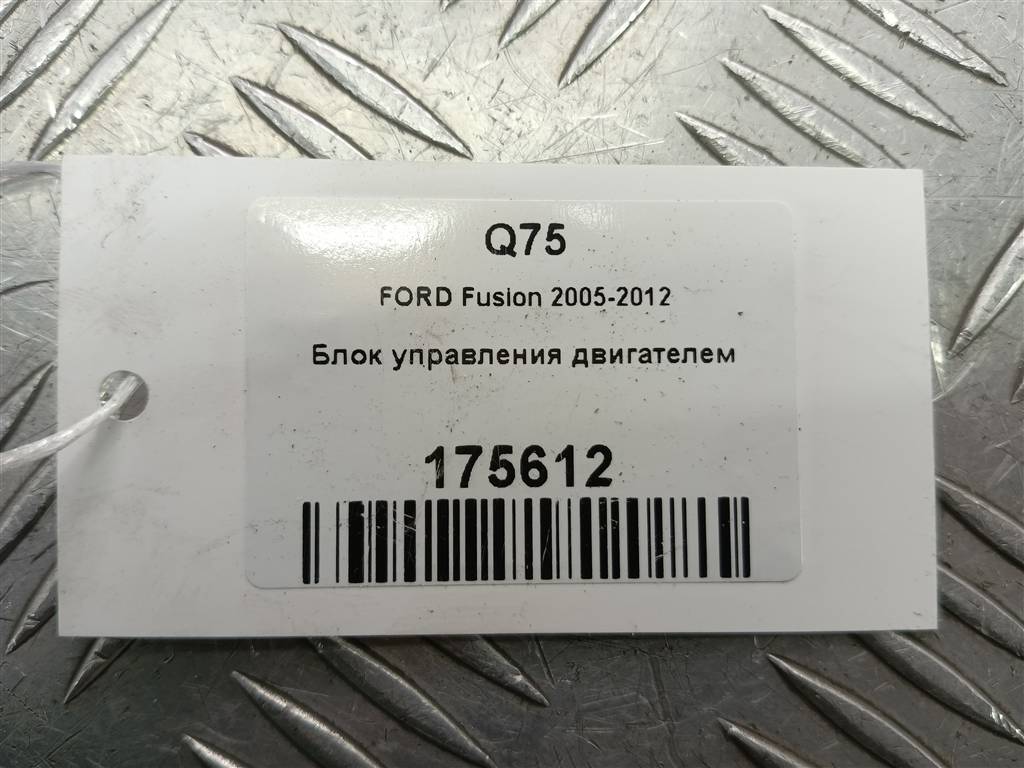 Q75
FORD Fusion 2005-2012
Блок управления двигателем
175612